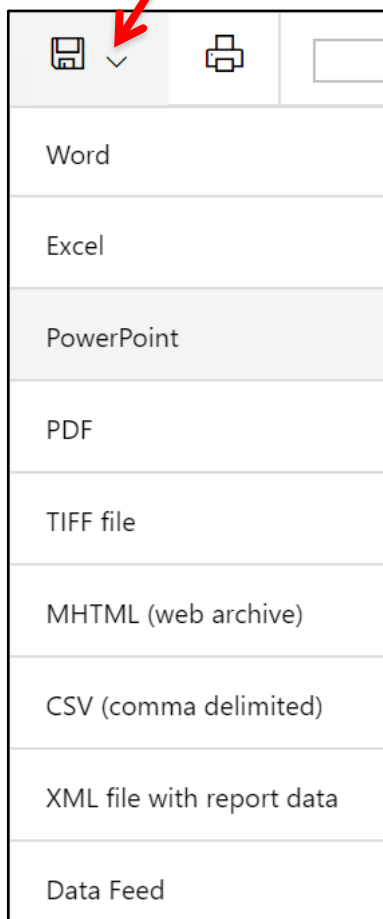 Word
Excel
PowerPoint
PDF
TIFF file
MHTML (web archive)
CSV (comma delimited)
XML file with report data
Data Feed